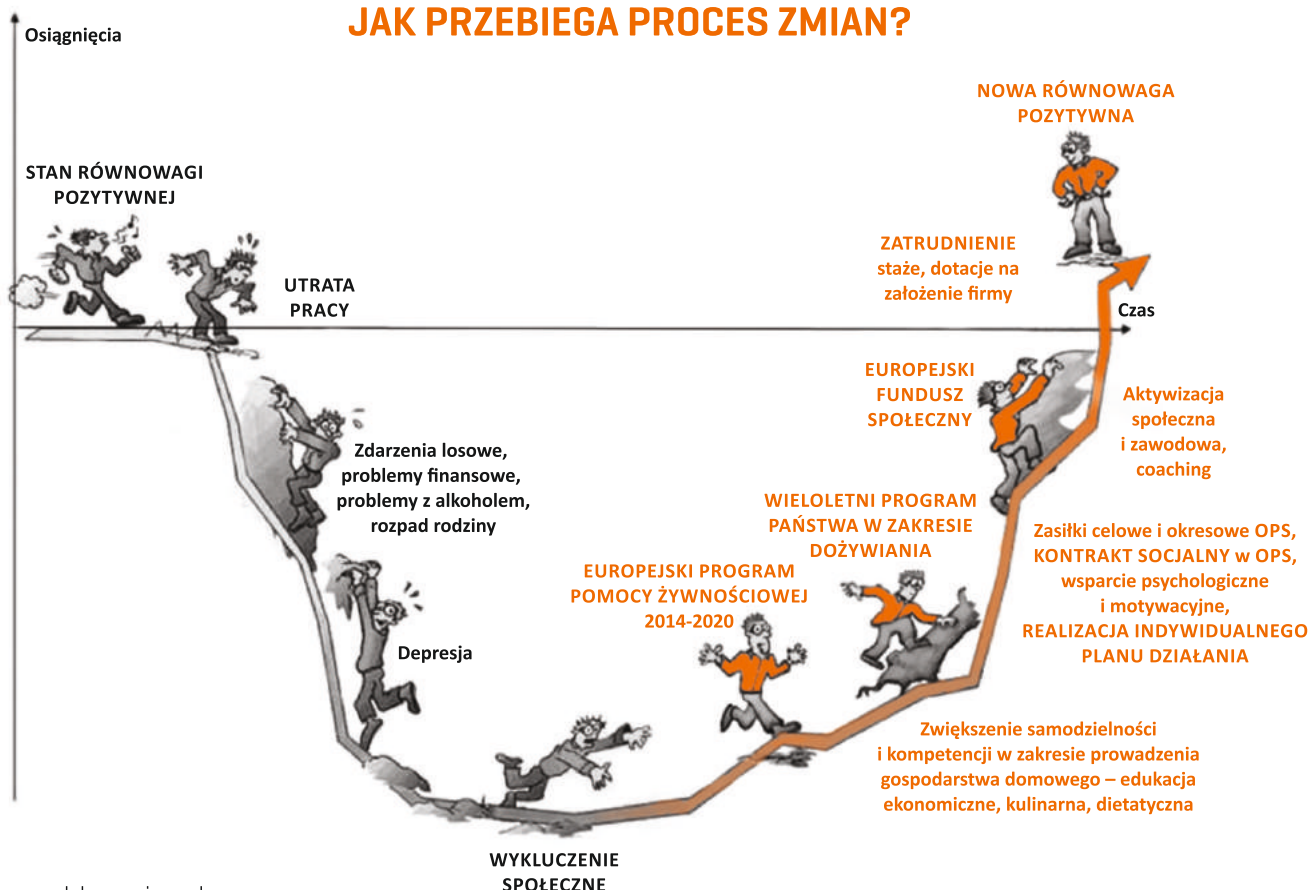 JAK PRZEBIEGA PROCES ZMIAN?
Osiągnięcia
STAN RÓWNOWAGI
POZYTYWNEJ
UTRATA
PRACY
Zdarzenia losowe,
problemy finansowe,
problemy z alkoholem,
rozpad rodziny
Depresja
WYKLUCZENIE
SPOŁECZNE
EUROPEJSKI PROGRAM
POMOCY ŻYWNOŚCIOWEJ
2014-2020
WIELOLETNI PROGRAM
PAŃSTWA W ZAKRESIE
DOŻYWIANIA
Zwiększenie samodzielności
i kompetencji w zakresie prowadzenia
gospodarstwa domowego – edukacja
ekonomiczne, kulinarna, dietatyczna
Zasiłki celowe i okresowe OPS,
KONTRAKT SOCJALNY w OPS,
wsparcie psychologiczne
i motywacyjne,
REALIZACJA INDYWIDUALNEGO
PLANU DZIAŁANIA
EUROPEJSKI
FUNDUSZ
SPOŁECZNY
Aktywizacja
społeczna
i zawodowa,
coaching
Czas
ZATRUDNIENIE
staże, dotacje na
założenie firmy
NOWA RÓWNOWAGA
POZYTYWNA